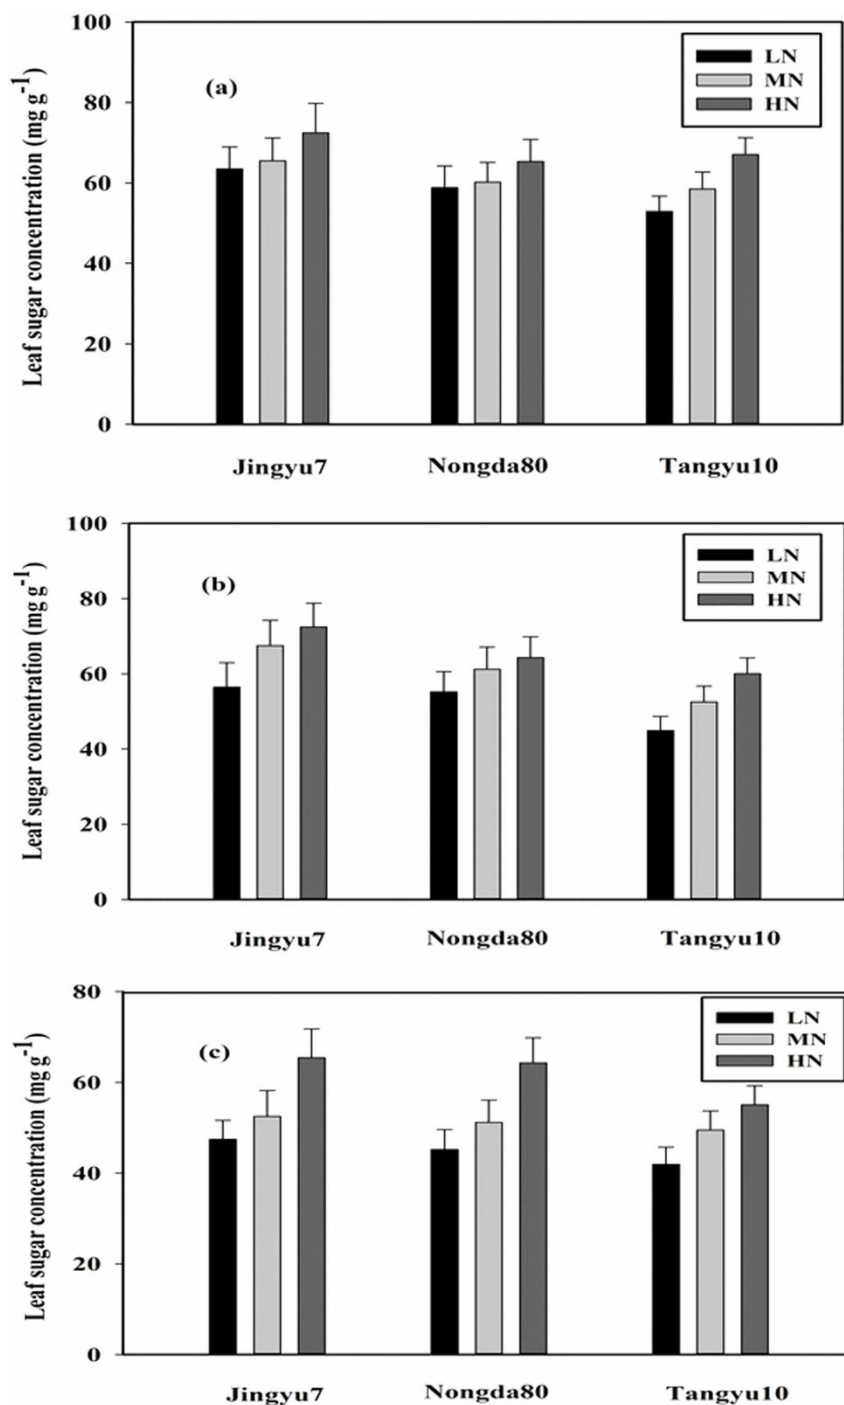 100
80
60
40
20
0
Leaf sugar concentration (mg g-1)
(a)
LN
MN
HN
Jingyu7 Nongda80 Tangyu10
100
80
60
40
20
0
Leaf sugar concentration (mg g-1)
(b)
LN
MN
HN
Jingyu7 Nongda80 Tangyu10
80
60
40
20
0
Leaf sugar concentration (mg g-1)
(c)
LN
MN
HN
Jingyu7 Nongda80 Tangyu10